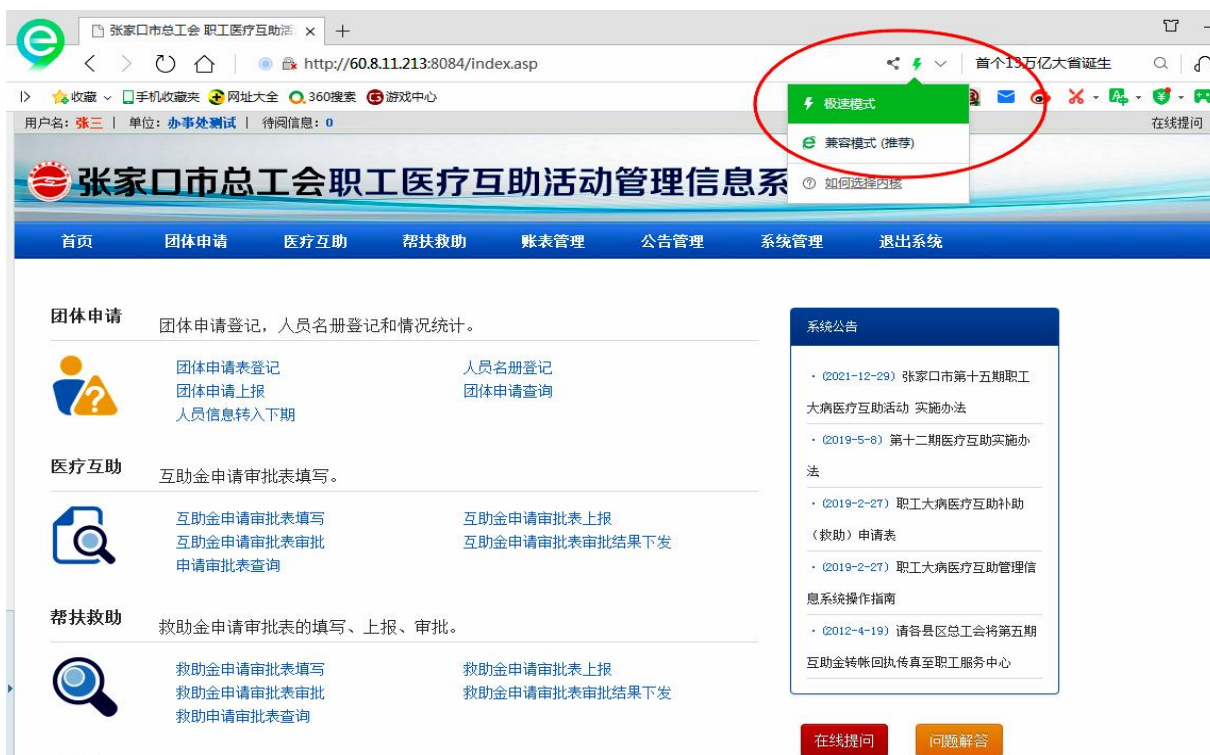 张家口市总工会 职工医疗互助活
http://60.8.11.213:8084/index.asp
首个13万亿大省诞生
收藏 手机收藏夹 网址大全 360搜索 游戏中心
极速模式
兼容模式 (推荐)
如何选择内核
用户名: 张三 | 单位: 办事处测试 | 待阅信息: 0
在线提问
张家口市总工会职工医疗互助活动管理信息系
首页 团体申请 医疗互助 帮扶救助 账表管理 公告管理 系统管理 退出系统
团体申请
团体申请登记，人员名册登记和情况统计。
团体申请表登记 人员名册登记
团体申请上报 团体申请查询
人员信息转入下期
医疗互助
互助金申请审批表填写。
互助金申请审批表填写 互助金申请审批表上报
互助金申请审批表审批 互助金申请审批表审批结果下发
申请审批表查询
帮扶救助
救助金申请审批表的填写、上报、审批。
救助金申请审批表填写 救助金申请审批表上报
救助金申请审批表审批 救助金申请审批表审批结果下发
救助申请审批表查询
系统公告
· (2021-12-29) 张家口市第十五期职工
大病医疗互助活动 实施办法
· (2019-5-8) 第十二期医疗互助实施办
法
· (2019-2-27) 职工大病医疗互助补助
（救助）申请表
· (2019-2-27) 职工大病医疗互助管理信
息系统操作指南
· (2012-4-19) 请各县区总工会将第五期
互助金转帐回执传真至职工服务中心
在线提问 问题解答